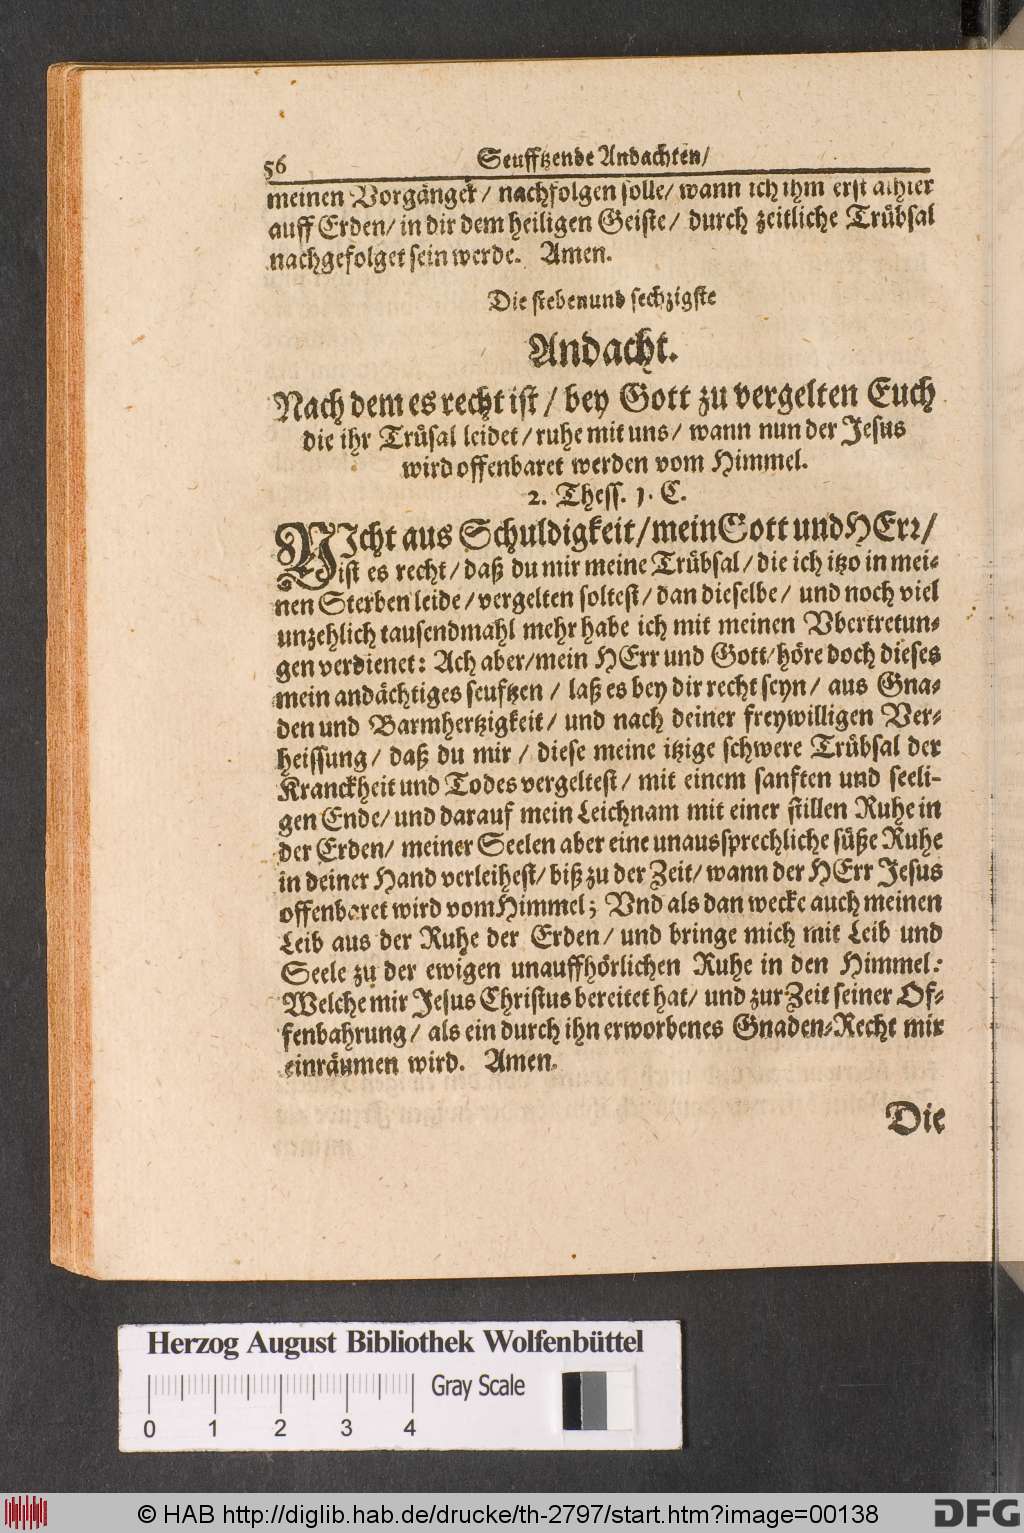 56 Seufftzende Andachten/
meinen Vorgänger/ nachfolgen solle/ wann ich ihm erst alhier
auff Erden/ in dir dem heiligen Geiste/ durch zeitliche Trübsal
nachgefolget sein werde. Amen.
Die sieben und sechzigste
Andacht.
Nach dem es recht ist/ bey Gott zu vergelten Euch
die ihr Trüsal leidet/ ruhe mit uns/ wann nun der Jesus
wird offenbaret werden vom Himmel.
2. Thess. 1. C.
NIcht aus Schuldigkeit/ mein Gott und HErr/
ist es recht/ daß du mir meine Trübsal/ die ich itzo in mei-
nen Sterben leide/ vergelten soltest/ dan dieselbe/ und noch viel
unzehlich tausendmahl mehr habe ich mit meinen Vbertretun-
gen verdienet: Ach aber/ mein HErr und Gott/ höre doch dieses
mein andächtiges seuftzen/ laß es bey dir recht seyn/ aus Gna-
den und Barmhertzigkeit/ und nach deiner freywilligen Ver-
heissung/ daß du mir/ diese meine itzige schwere Trübsal der
Kranckheit und Todes vergeltest/ mit einem sanften und seeli-
gen Ende/ und darauf mein Leichnam mit einer stillen Ruhe in
der Erden/ meiner Seelen aber eine unaussprechliche süße Ruhe
in deiner Hand verleihest/ biß zu der Zeit/ wann der HErr Jesus
offenbaret wird vom Himmel; Vnd als dan wecke auch meinen
Leib aus der Ruhe der Erden/ und bringe mich mit Leib und
Seele zu der ewigen unauffhörlichen Ruhe in den Himmel:
Welche mir Jesus Christus bereitet hat/ und zur Zeit seiner Of-
fenbahrung/ als ein durch ihn erworbenes Gnaden-Recht mir
einräumen wird. Amen.
Die
Herzog August Bibliothek Wolfenbüttel
Gray Scale
0 1 2 3 4
© HAB http://diglib.hab.de/drucke/th-2797/start.htm?image=00138
DFG